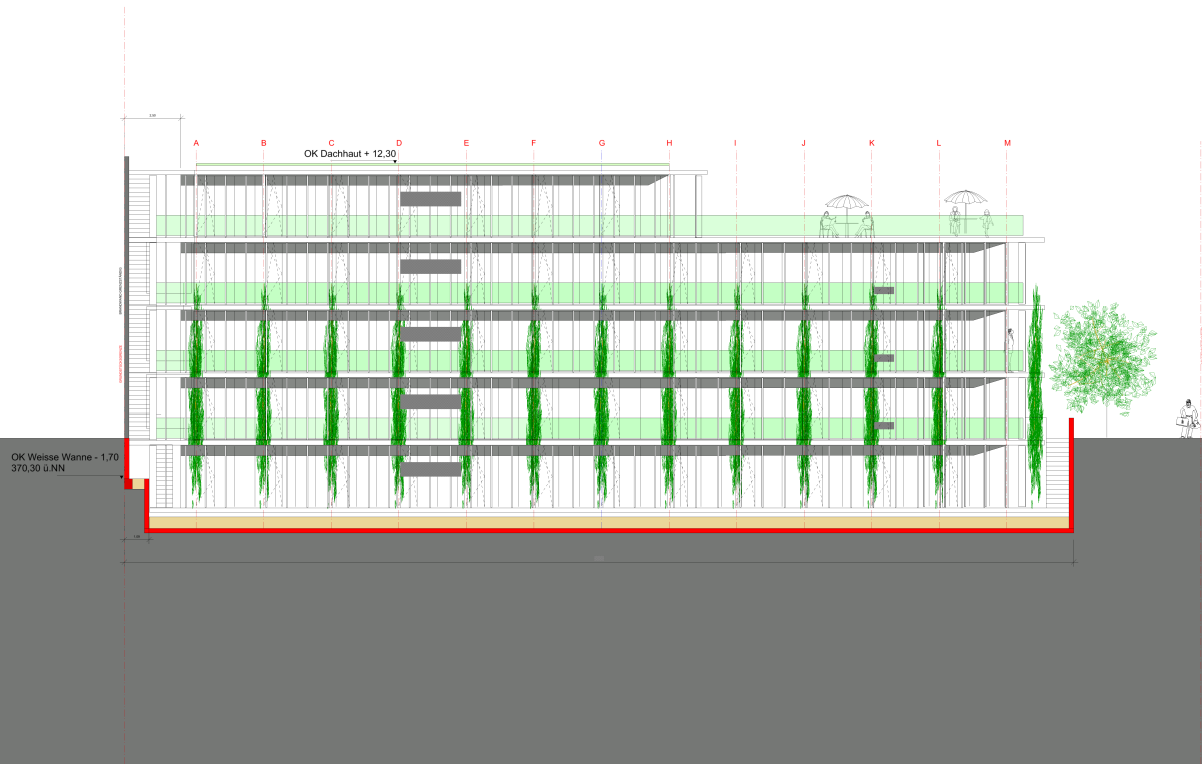 A B C D E F G H I J K L M
OK Dachhaut + 12,30
OK Weisse Wanne - 1,70
370,30 ü.NN